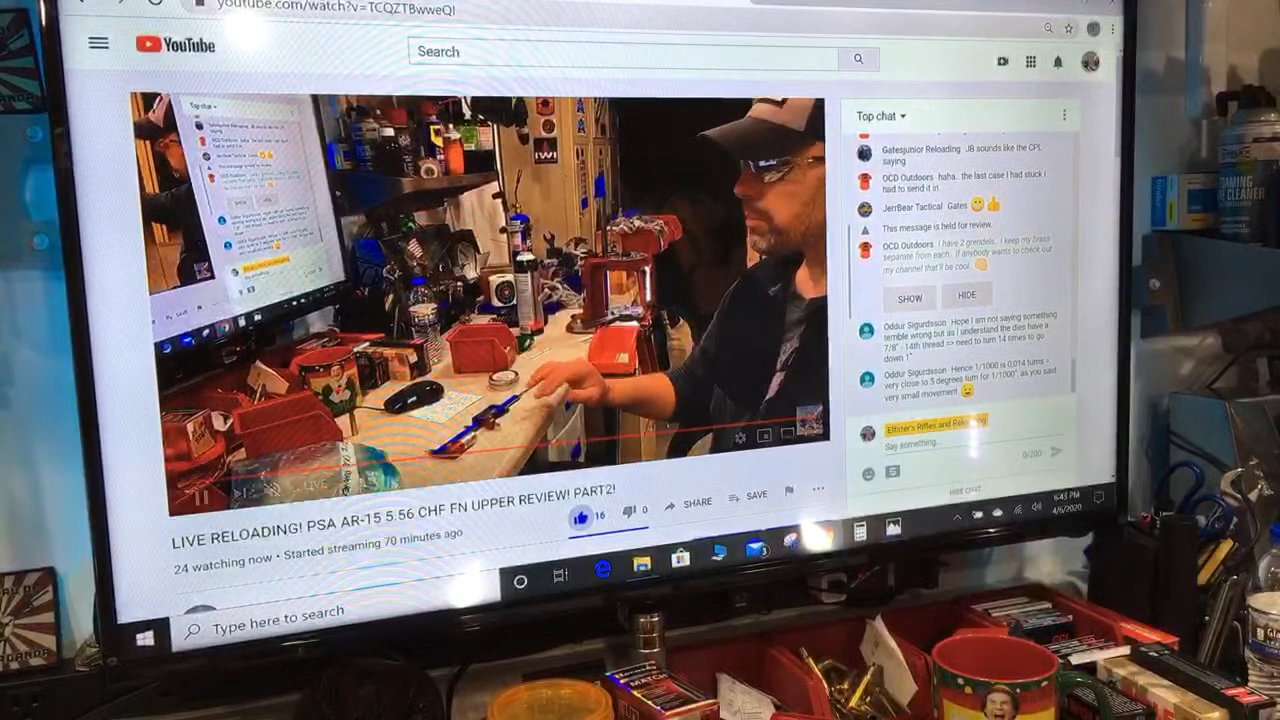 youtube.com/watch?v=TCQZTBwweQI
YouTube
Search
Top chat
Top chat
Gatesjunior Reloading JB sounds like the CPL
saying
OCD Outdoors haha. the last case I had stuck I
had to send it in.
JerrBear Tactical Gates
This message is held for review.
OCD Outdoors I have 2 grendels, I keep my brass
separate from each. if anybody wants to check out
my channel that'll be cool.
SHOW
HIDE
Oddur Sigurdsson Hope I am not saying something
terrible wrong but as I understand the dies have a
7/8" - 14th thread => need to turn 14 times to go
down 1"
Oddur Sigurdsson Hence 1/1000 is 0,014 turns =
very close to 5 degrees turn for 1/1000", as you said
very small movement
Elfster's Rifles and
Say something...
0/200
HIDE CHAT
IWI
LIVE
LIVE RELOADING! PSA AR-15 5.56 CHF FN UPPER REVIEW! PART2!
16
0
SHARE
SAVE
24 watching now • Started streaming 70 minutes ago
Type here to search
3
6:43 PM
4/6/2020
FOAMING
CLEANER
MATCH